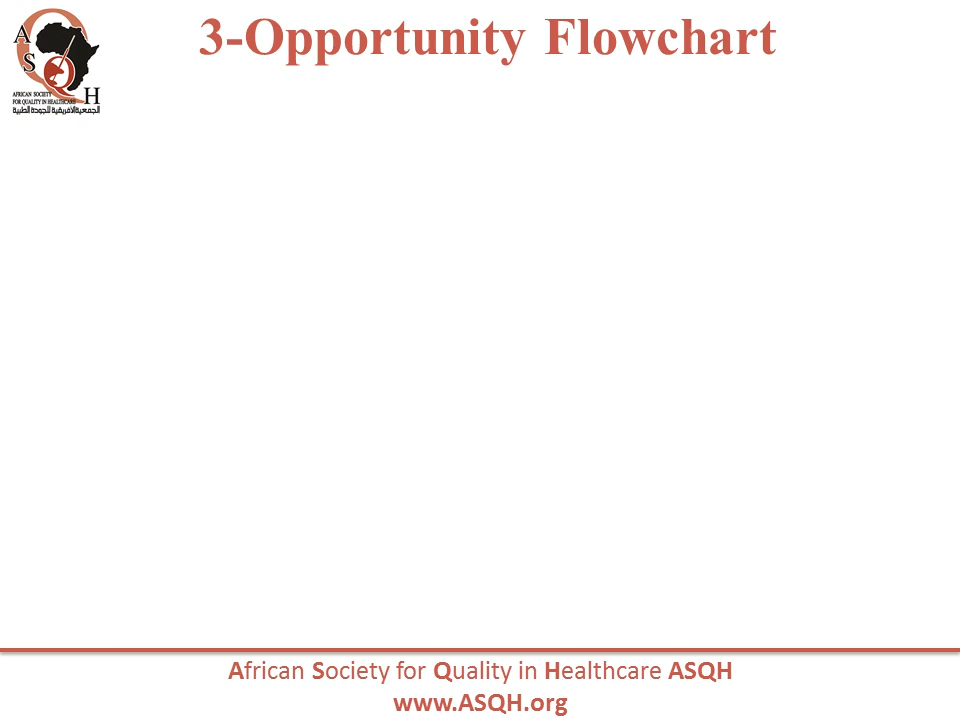 3-Opportunity Flowchart
A
S
Q
H
AFRICAN SOCIETY
FOR QUALITY IN HEALTHCARE
الجمعية الافريقية للجودة الطبية
African Society for Quality in Healthcare ASQH
www.ASQH.org